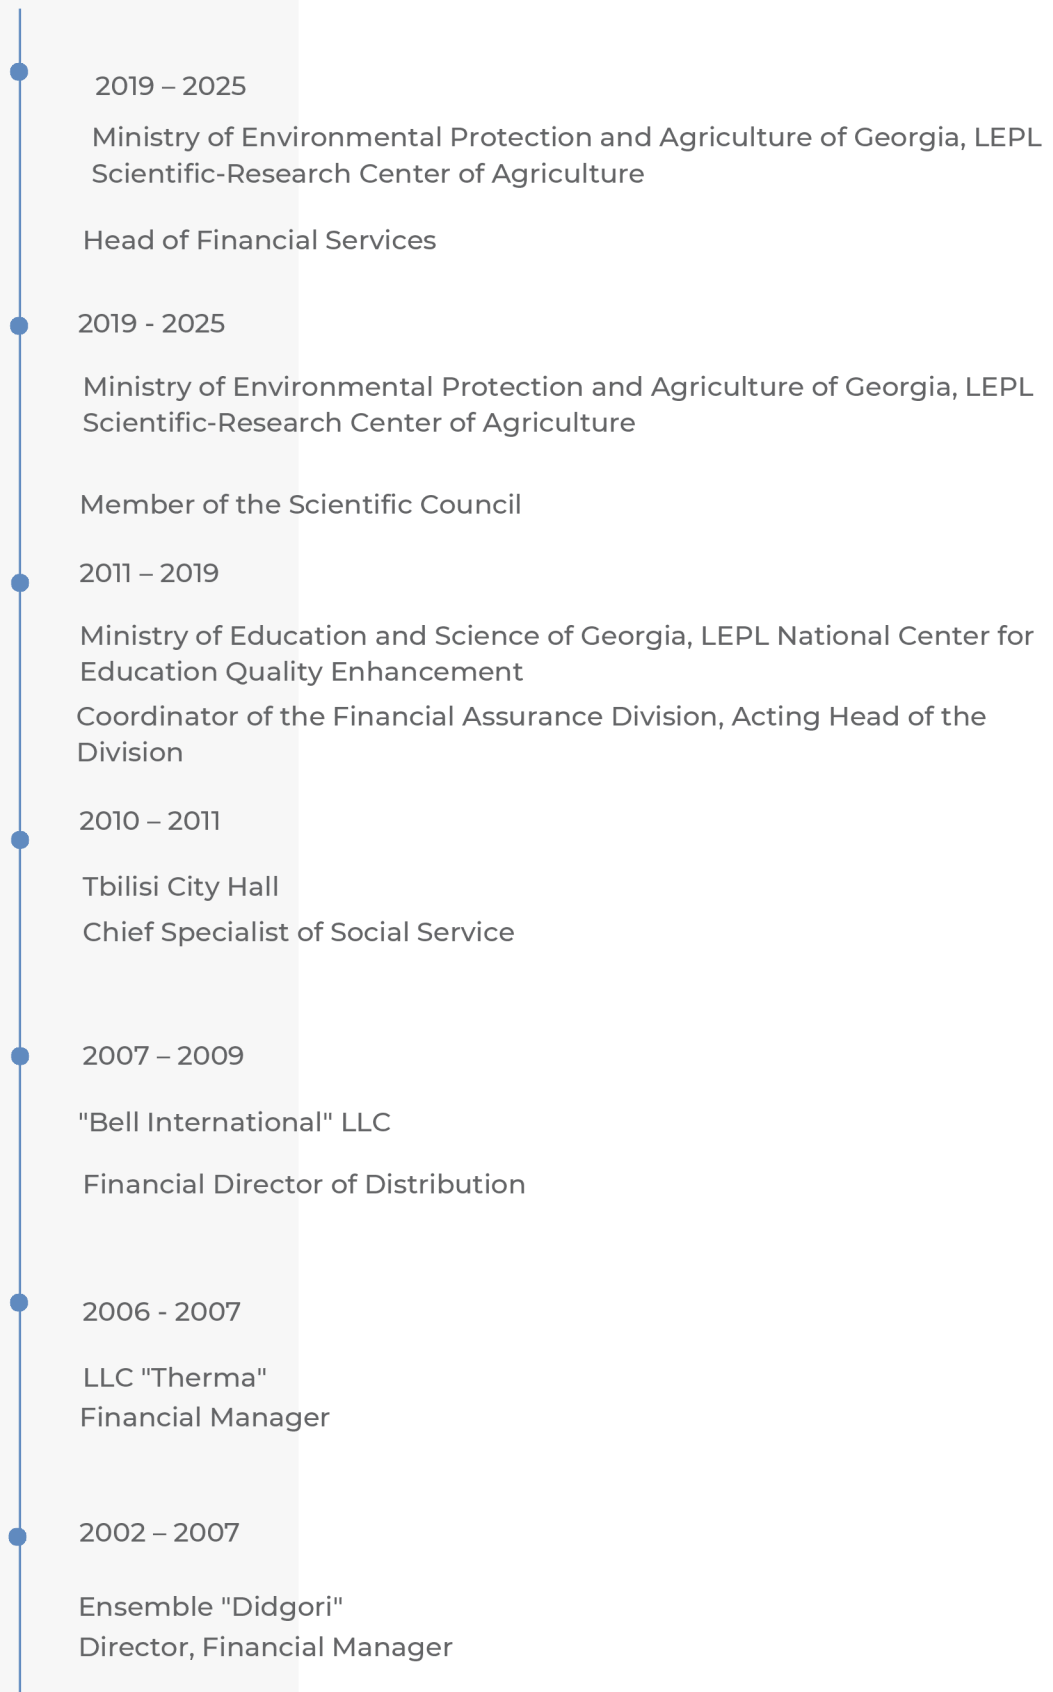 2019 – 2025
Ministry of Environmental Protection and Agriculture of Georgia, LEPL
Scientific-Research Center of Agriculture
Head of Financial Services
2019 - 2025
Ministry of Environmental Protection and Agriculture of Georgia, LEPL
Scientific-Research Center of Agriculture
Member of the Scientific Council
2011 – 2019
Ministry of Education and Science of Georgia, LEPL National Center for
Education Quality Enhancement
Coordinator of the Financial Assurance Division, Acting Head of the
Division
2010 – 2011
Tbilisi City Hall
Chief Specialist of Social Service
2007 – 2009
"Bell International" LLC
Financial Director of Distribution
2006 - 2007
LLC "Therma"
Financial Manager
2002 – 2007
Ensemble "Didgori"
Director, Financial Manager